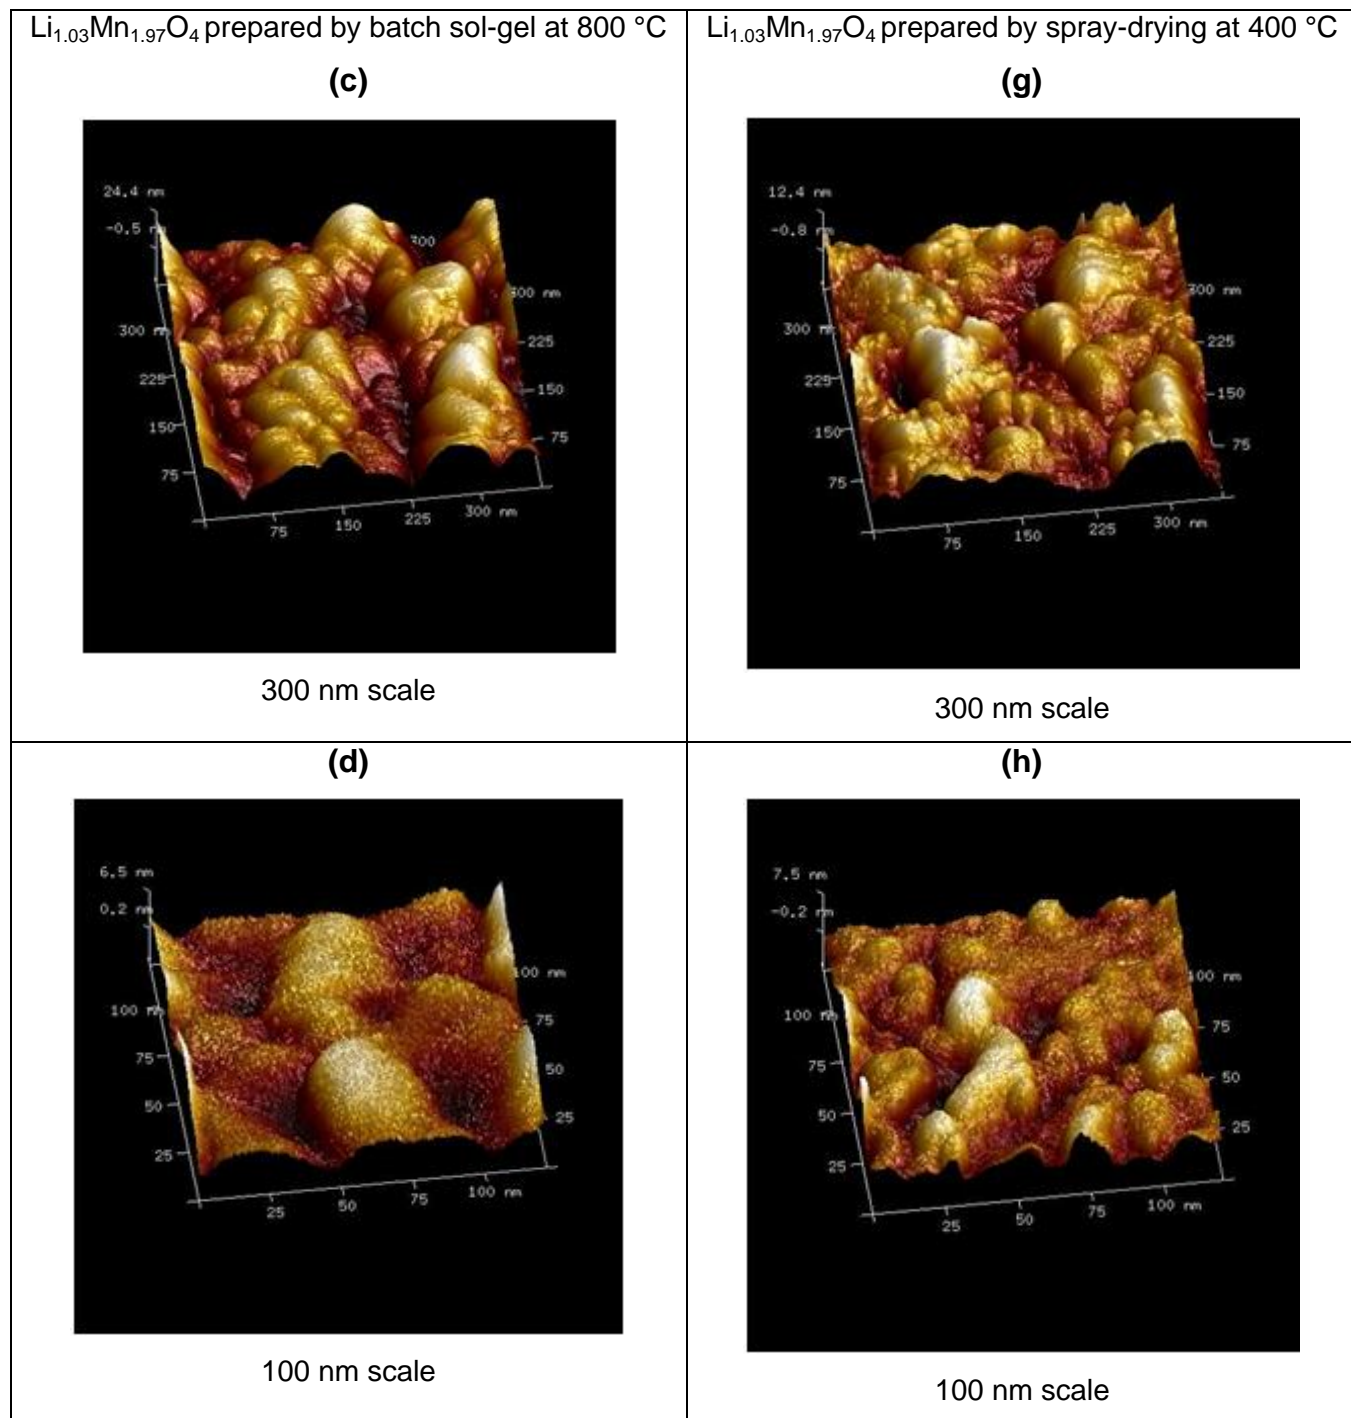 Li1.03Mn1.97O4 prepared by batch sol-gel at 800 °C
(c)
24.4 nm
-0.5 nm
300
300 nm
300 nm
225
225
150
150
75
75
75
150
225
300 nm
300 nm scale
Li1.03Mn1.97O4 prepared by spray-drying at 400 °C
(g)
12.4 nm
-0.8 nm
300 nm
300 nm
225
225
150
150
75
75
75
150
225
300 nm
300 nm scale
(d)
6.5 nm
0.2 nm
100 nm
100 nm
75
75
50
50
25
25
25
50
75
100 nm
100 nm scale
(h)
7.5 nm
-0.2 nm
100 nm
100 nm
75
75
50
50
25
25
25
50
75
100 nm
100 nm scale